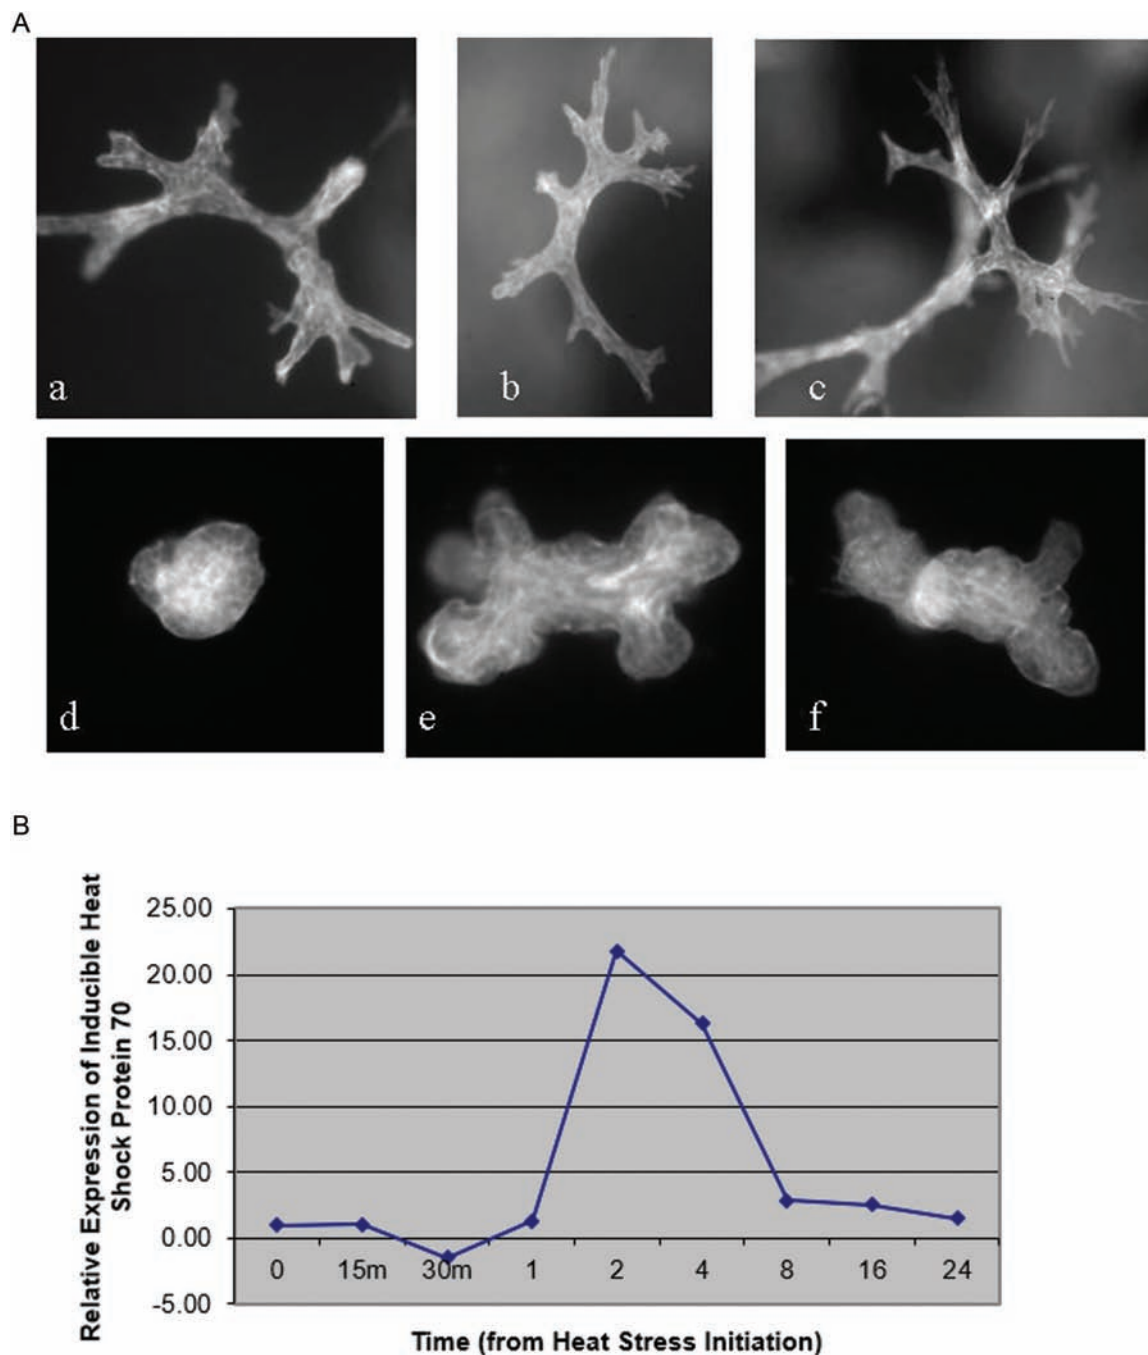 A
a
b
c
d
e
f
B
Relative Expression of Inducible Heat
Shock Protein 70
25.00
20.00
15.00
10.00
5.00
0.00
-5.00
0 15m 30m 1 2 4 8 16 24
Time (from Heat Stress Initiation)